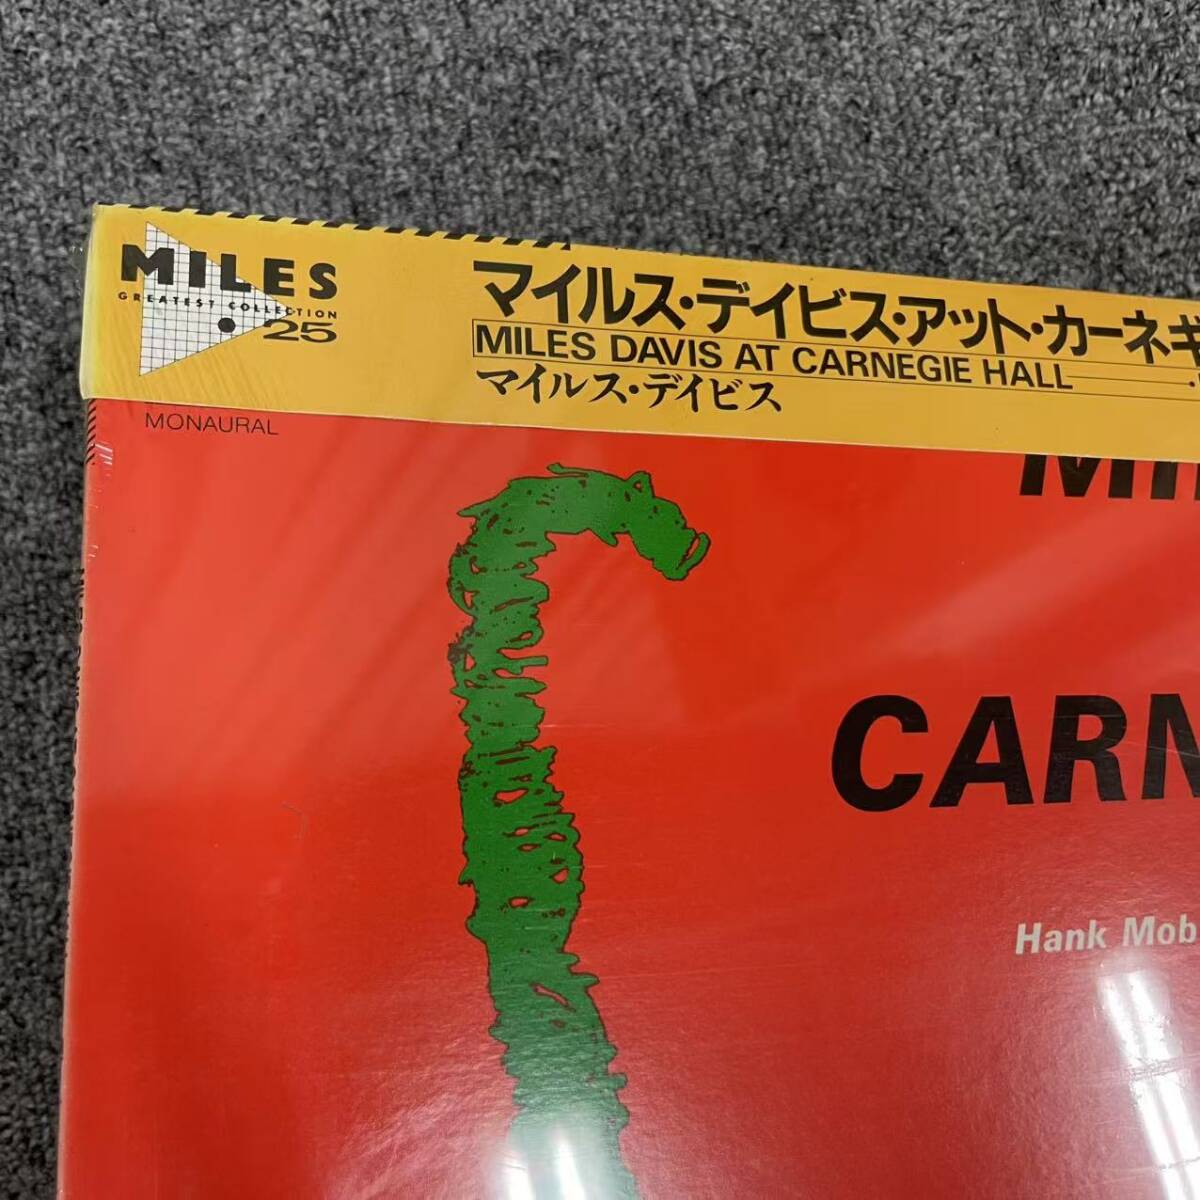 MILES
GREATEST COLLECTION
25
マイルス・デイビス・アット・カーネギ
MILES DAVIS AT CARNEGIE HALL
マイルス・デイビス
MONAURAL
MI
CARN
Hank Mob